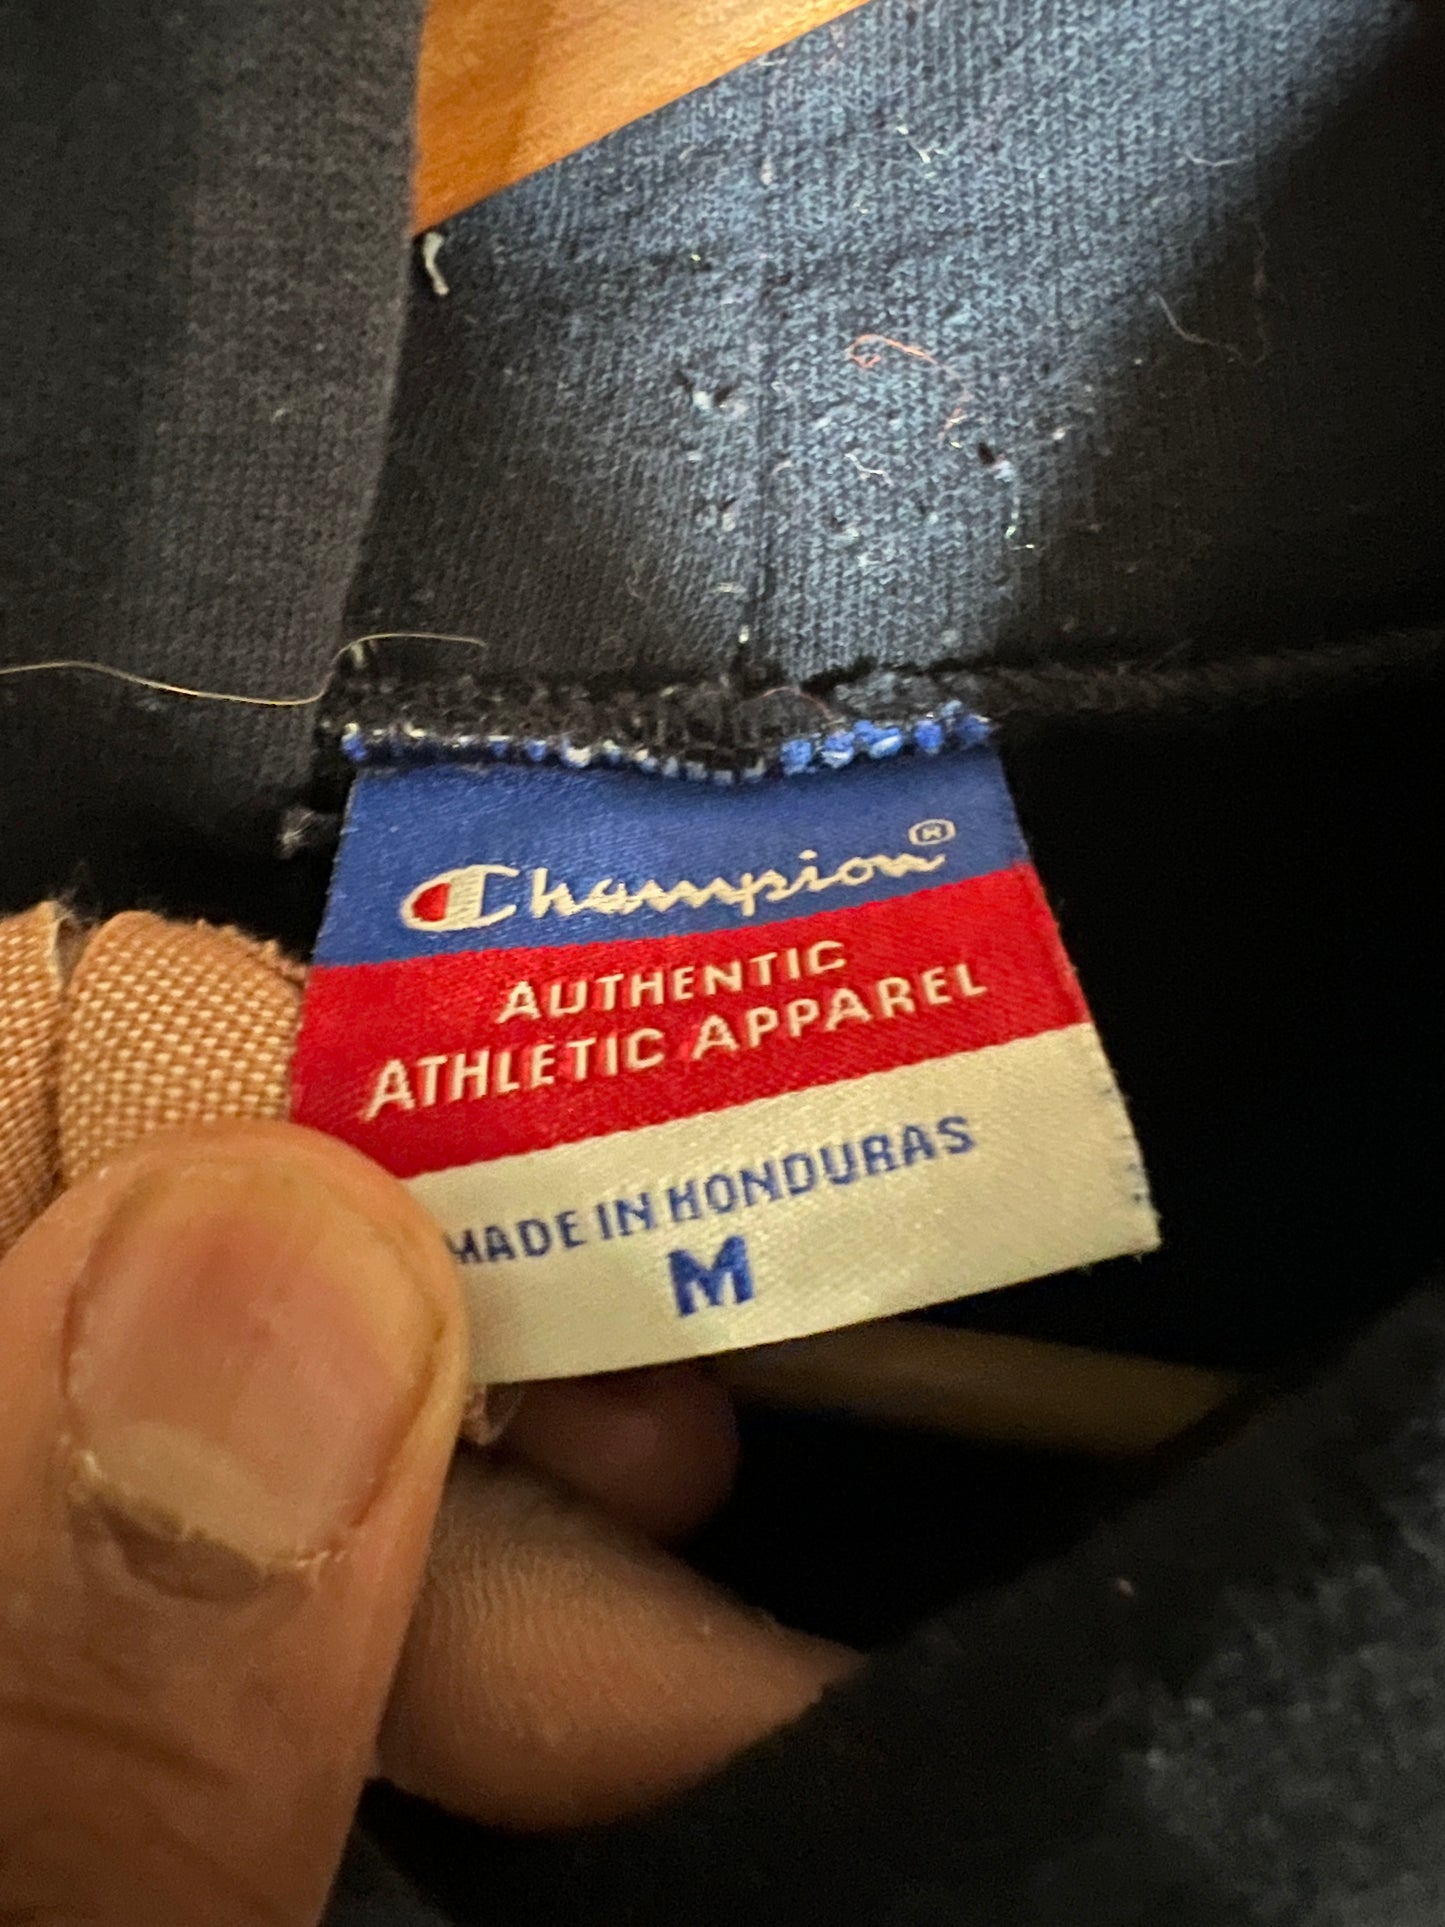 Champion®
AUTHENTIC
ATHLETIC APPAREL
MADE IN HONDURAS
M